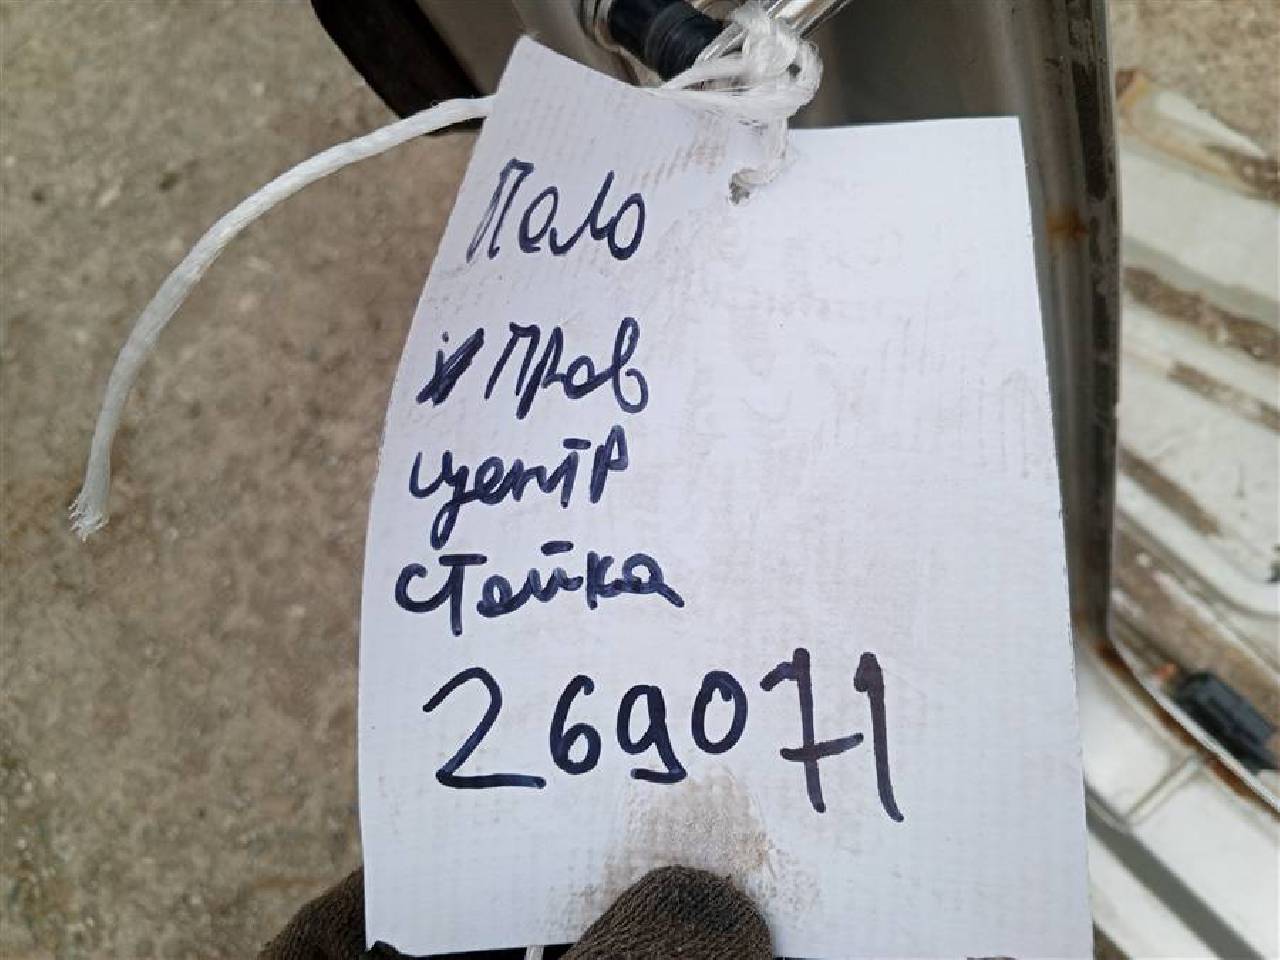 Поло
прав
центр
стойка
269071